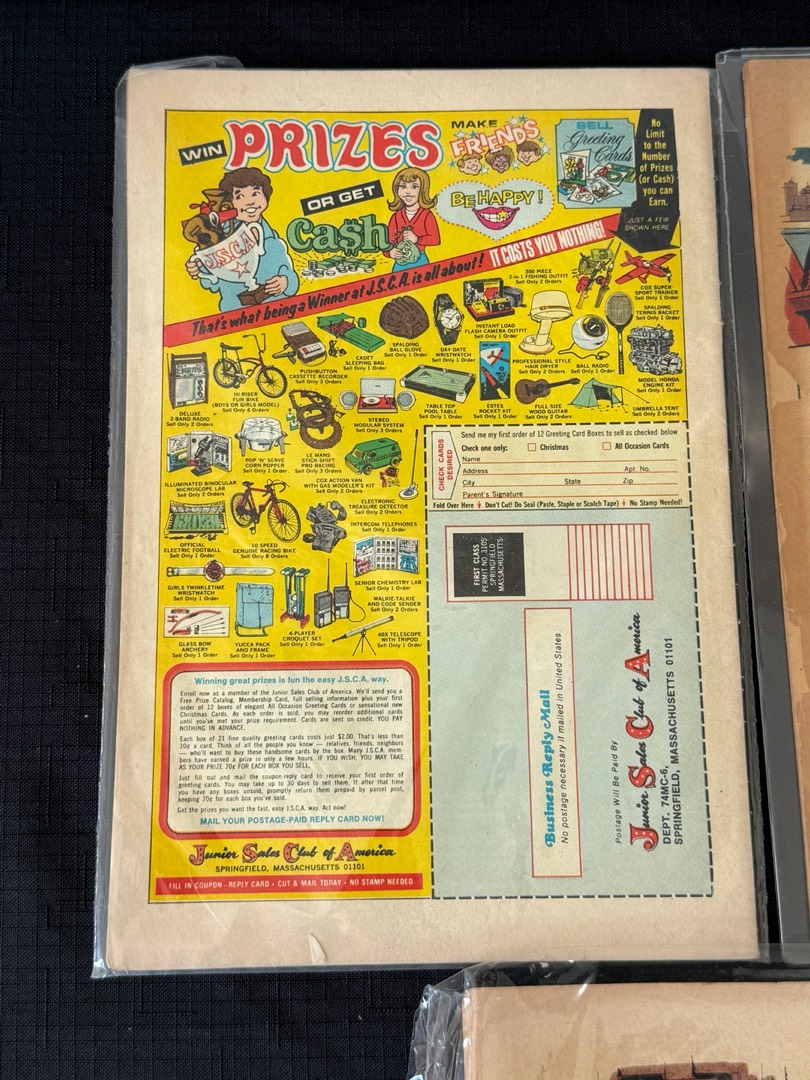 WIN PRIZES
MAKE FRIENDS
SELL Greeting Cards
No
Limit
to the
Number
of Prizes
(or Cash)
you can
Earn.
JUST A FEW
SHOWN HERE
OR GET
Ca$h
BE HAPPY!
J.S.C.A.
That's what being a Winner at J.S.C.A. is all about! IT COSTS YOU NOTHING!
300 PIECE
2-in-1 FISHING OUTFIT
Sell Only 2 Orders
COX SUPER
SPORT TRAINER
Sell Only 1 Order
SPALDING
TENNIS RACKET
Sell Only 1 Order
INSTANT LOAD
FLASH CAMERA OUTFIT
Sell Only 1 Order
SPALDING
BALL GLOVE
Sell Only 1 Order
DAY-DATE
WRISTWATCH
Sell Only 1 Order
CADET
SLEEPING BAG
Sell Only 1 Order
PUSHBUTTON
CASSETTE RECORDER
Sell Only 3 Orders
PROFESSIONAL STYLE
HAIR DRYER
Sell Only 2 Orders
BALL RADIO
Sell Only 1 Order
MODEL HONDA
ENGINE KIT
Sell Only 1 Order
DELUXE
2-BAND RADIO
Sell Only 2 Orders
HI-RISER
FUN BIKE
(BOYS OR GIRLS MODEL)
Sell Only 4 Orders
STEREO
MODULAR SYSTEM
Sell Only 3 Orders
TABLE TOP
POOL TABLE
Sell Only 1 Order
ESTES
ROCKET KIT
Sell Only 1 Order
FULL SIZE
WOOD GUITAR
Sell Only 2 Orders
UMBRELLA TENT
Sell Only 2 Orders
ILLUMINATED BINOCULAR
MICROSCOPE LAB
Sell Only 2 Orders
POP 'N' SERVE
CORN POPPER
Sell Only 1 Order
LE MANS
STICK SHIFT
PRO RACING
Sell Only 3 Orders
COX ACTION VAN
WITH GAS MODELER'S KIT
Sell Only 2 Orders
ELECTRONIC
TREASURE DETECTOR
Sell Only 2 Orders
OFFICIAL
ELECTRIC FOOTBALL
Sell Only 1 Order
10 SPEED
GENUINE RACING BIKE
Sell Only 8 Orders
INTERCOM TELEPHONES
Sell Only 1 Order
GIRLS TWINKLETIME
WRISTWATCH
Sell Only 1 Order
SENIOR CHEMISTRY LAB
Sell Only 1 Order
WALKIE-TALKIE
AND CODE SENDER
Sell Only 2 Orders
GLASS BOW
ARCHERY
Sell Only 1 Order
YUCCA PACK
AND FRAME
Sell Only 1 Order
4-PLAYER
CROQUET SET
Sell Only 1 Order
40X TELESCOPE
WITH TRIPOD
Sell Only 1 Order
Winning great prizes is fun the easy J.S.C.A. way.
Enroll now as a member of the Junior Sales Club of America. We'll send you a
Free Prize Catalog, Membership Card, full selling information plus your first
order of 12 boxes of elegant All Occasion Greeting Cards or sensational new
Christmas Cards. As each order is sold, you may reorder additional cards
until you've met your prize requirement. Cards are sent on credit. YOU PAY
NOTHING IN ADVANCE.
Each box of 21 fine quality greeting cards costs just $2.00. That's less than
10¢ a card. Think of all the people you know — relatives, friends, neighbors
— who'll want to buy these handsome cards by the box. Many J.S.C.A. mem-
bers have earned a prize in only a few hours. IF YOU WISH, YOU MAY TAKE
AS YOUR PRIZE 70¢ FOR EACH BOX YOU SELL.
Just fill out and mail the coupon-reply card to receive your first order of
greeting cards. You may take up to 30 days to sell them. If after that time
you have any boxes unsold, promptly return them prepaid by parcel post,
keeping 70¢ for each box you've sold.
Get the prizes you want the fast, easy J.S.C.A. way. Act now!
MAIL YOUR POSTAGE-PAID REPLY CARD NOW!
Junior Sales Club of America
SPRINGFIELD, MASSACHUSETTS 01101
FILL IN COUPON-REPLY CARD • CUT & MAIL TODAY • NO STAMP NEEDED
CHECK CARDS
DESIRED
Send me my first order of 12 Greeting Card Boxes to sell as checked below
Check one only: Christmas All Occasion Cards
Name
Address Apt. No.
City State Zip
Parent's Signature
Fold Over Here Don't Cut! Do Seal (Paste, Staple or Scotch Tape) No Stamp Needed!
FIRST CLASS
PERMIT NO. 3105
SPRINGFIELD
MASSACHUSETTS
Business Reply Mail
No postage necessary if mailed in United States
Postage Will Be Paid By
Junior Sales Club of America
DEPT. 74MC-6,
SPRINGFIELD, MASSACHUSETTS 01101